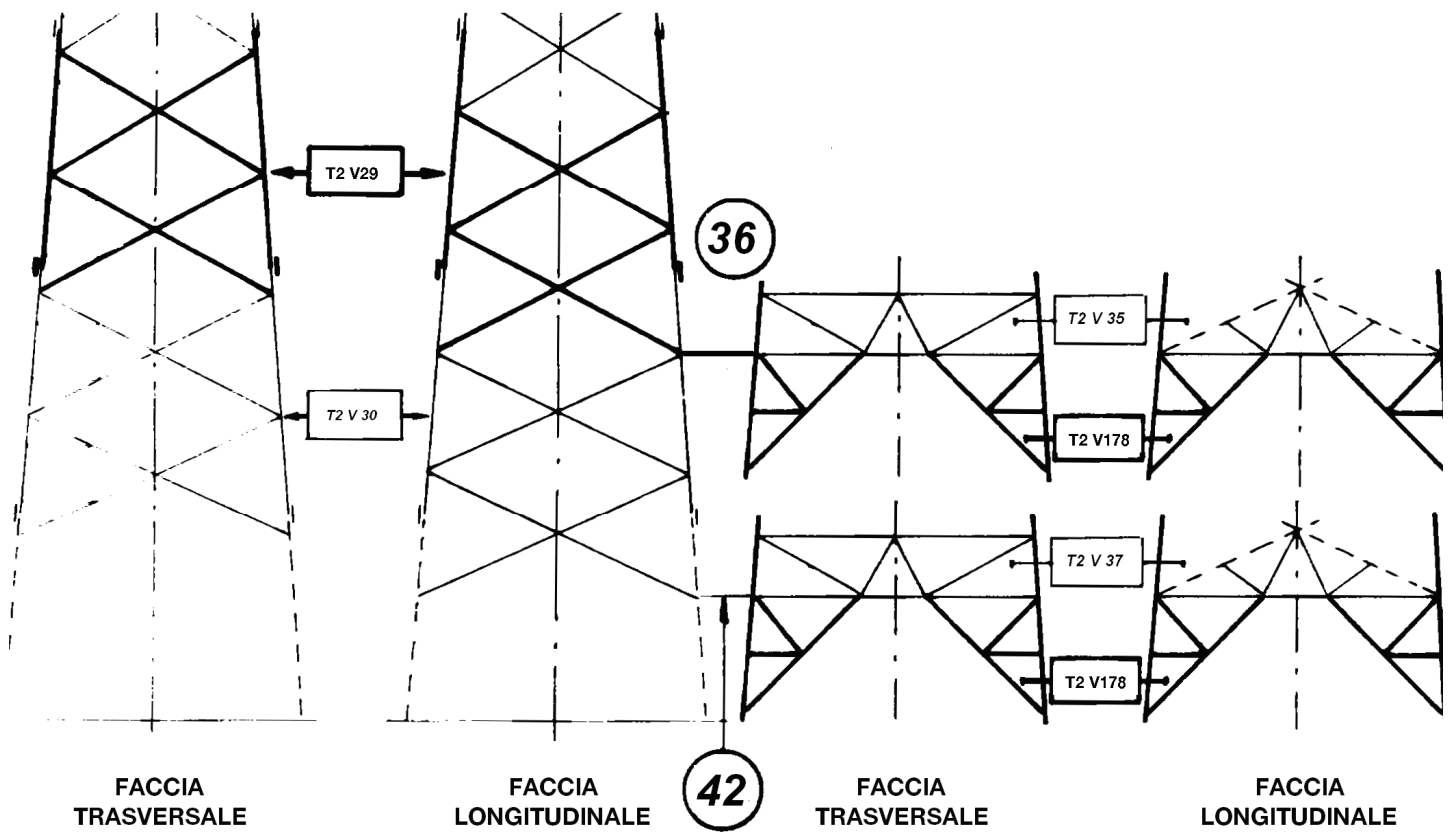 T2 V29
36
T2 V 35
T2 V 30
T2 V178
T2 V 37
T2 V178
42
FACCIA
TRASVERSALE
FACCIA
LONGITUDINALE
FACCIA
TRASVERSALE
FACCIA
LONGITUDINALE